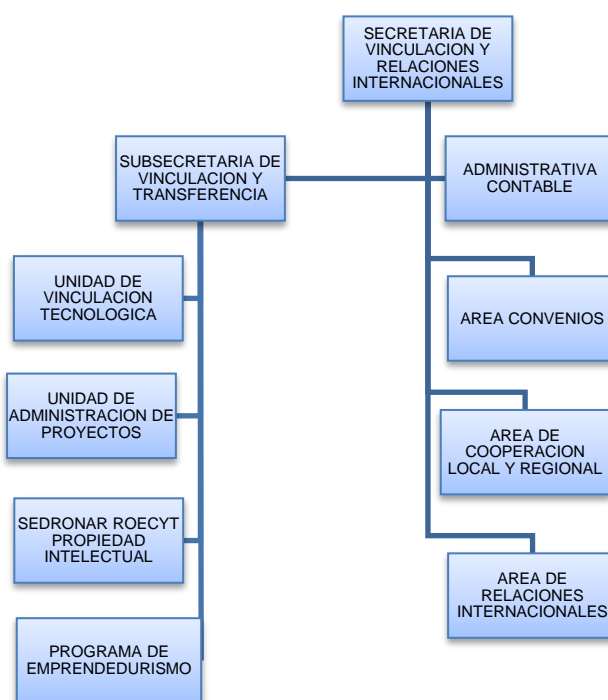 SECRETARIA DE
VINCULACION Y
RELACIONES
INTERNACIONALES
SUBSECRETARIA DE
VINCULACION Y
TRANSFERENCIA
ADMINISTRATIVA
CONTABLE
UNIDAD DE
VINCULACION
TECNOLOGICA
AREA CONVENIOS
UNIDAD DE
ADMINISTRACION DE
PROYECTOS
AREA DE
COOPERACION
LOCAL Y REGIONAL
SEDRONAR ROECYT
PROPIEDAD
INTELECTUAL
AREA DE
RELACIONES
INTERNACIONALES
PROGRAMA DE
EMPRENDEDURISMO